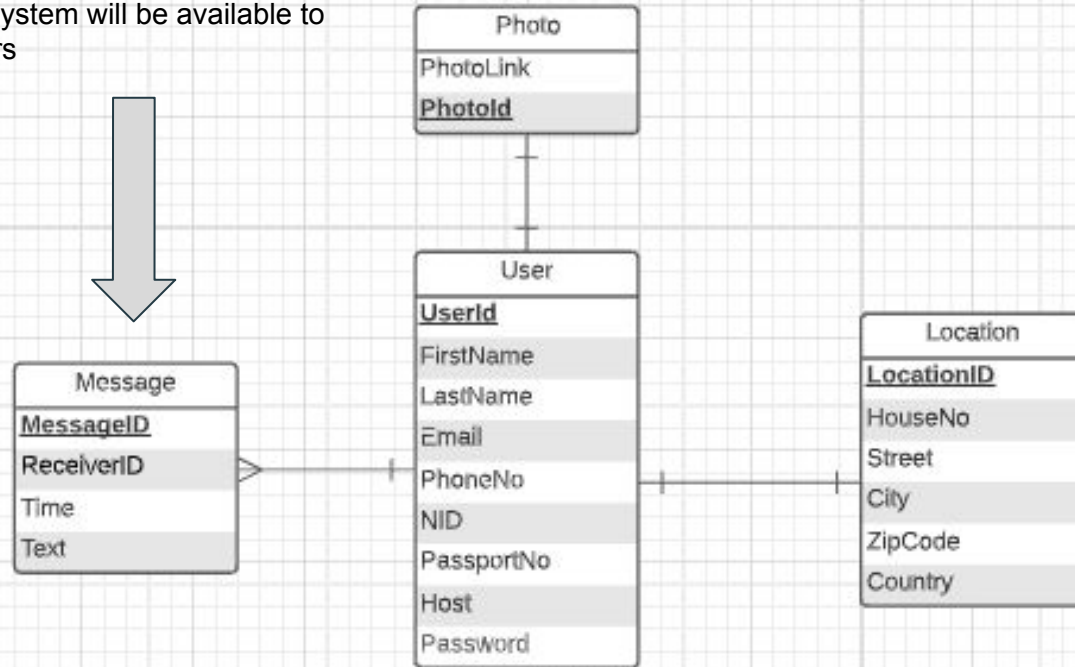 ystem will be available to
rs
Photo
PhotoLink
PhotoId
User
UserId
FirstName
LastName
Email
PhoneNo
NID
PassportNo
Host
Password
Message
MessageID
ReceiverID
Time
Text
Location
LocationID
HouseNo
Street
City
ZipCode
Country